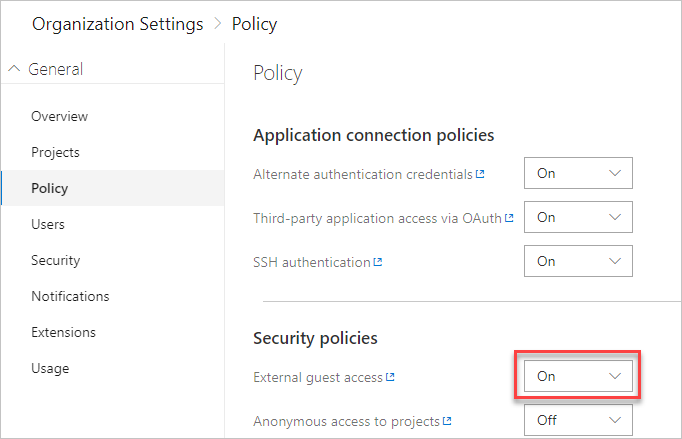 Organization Settings > Policy
General
Overview
Projects
Policy
Users
Security
Notifications
Extensions
Usage
Policy
Application connection policies
Alternate authentication credentials On
Third-party application access via OAuth On
SSH authentication On
Security policies
External guest access On
Anonymous access to projects Off